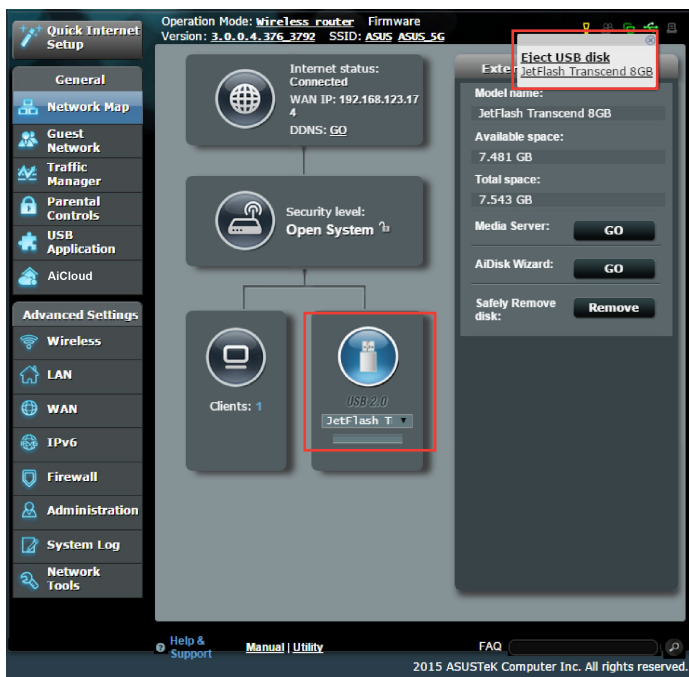 Quick Internet
Setup
Operation Mode: Wireless router Firmware
Version: 3.0.0.4.376_3792 SSID: ASUS ASUS_5G
General
Network Map
Guest
Network
Traffic
Manager
Parental
Controls
USB
Application
AiCloud
Advanced Settings
Wireless
LAN
WAN
IPv6
Firewall
Administration
System Log
Network
Tools
Internet status:
Connected
WAN IP: 192.168.123.17
4
DDNS: GO
Security level:
Open System
Clients: 1
USB 2.0
JetFlash T
Eject USB disk
JetFlash Transcend 8GB
Exte
Model name:
JetFlash Transcend 8GB
Available space:
7.481 GB
Total space:
7.543 GB
Media Server: GO
AiDisk Wizard: GO
Safely Remove
disk: Remove
Help &
Support
Manual | Utility
FAQ
2015 ASUSTeK Computer Inc. All rights reserved.